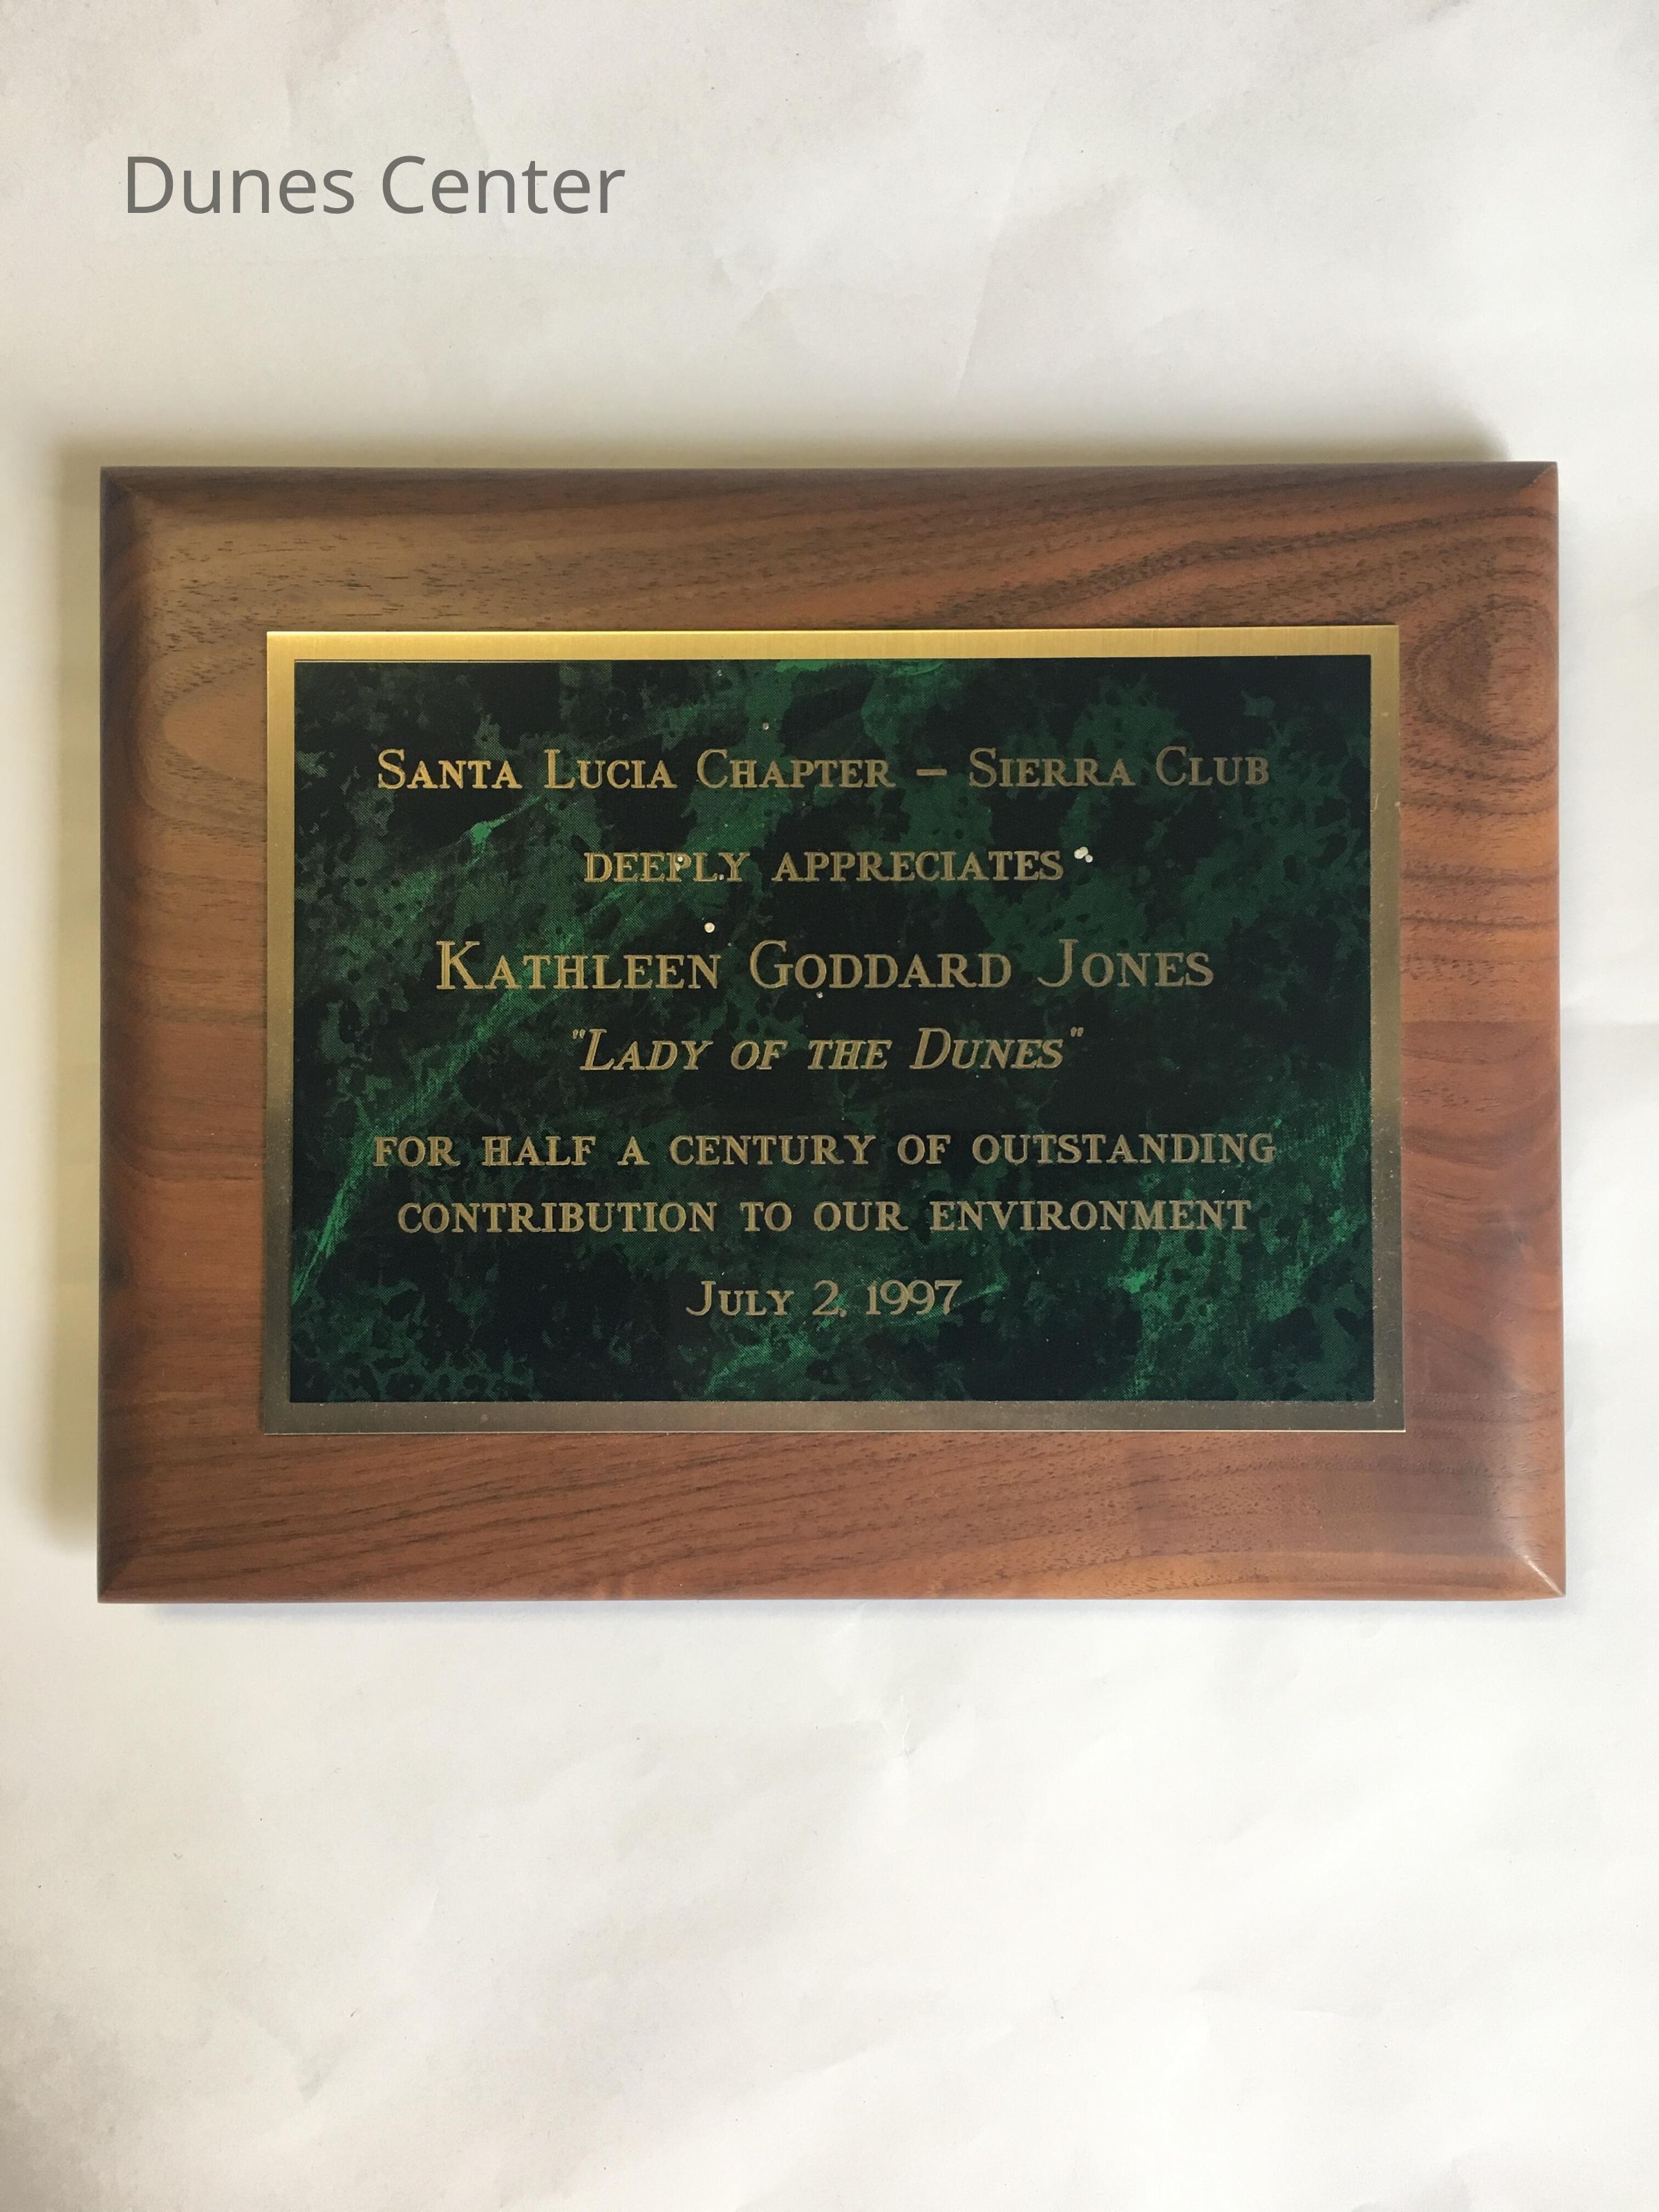 Dunes Center
Santa Lucia Chapter – Sierra Club
deeply appreciates
Kathleen Goddard Jones
"Lady of the Dunes"
for half a century of outstanding
contribution to our environment
July 2, 1997